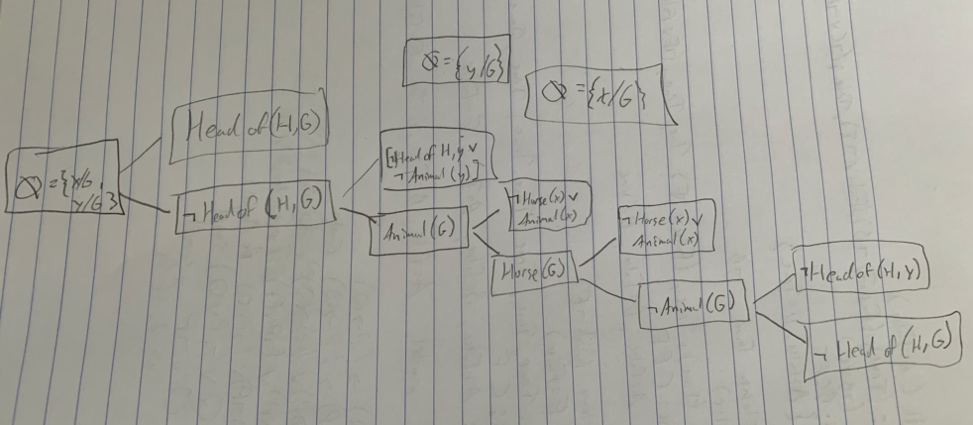 Θ = {y/G}
Θ = {x/G}
Head of (H,G)
Θ = {x/G,
y/G}
¬ Head of (H,G)
[¬Head of H,y ∨
¬ Animal (y)]
Animal (G)
¬Horse (x) ∨
Animal (x)
Horse (G)
¬Horse (x) ∨
Animal (x)
¬ Animal (G)
¬Head of (H,y)
¬ Head of (H,G)